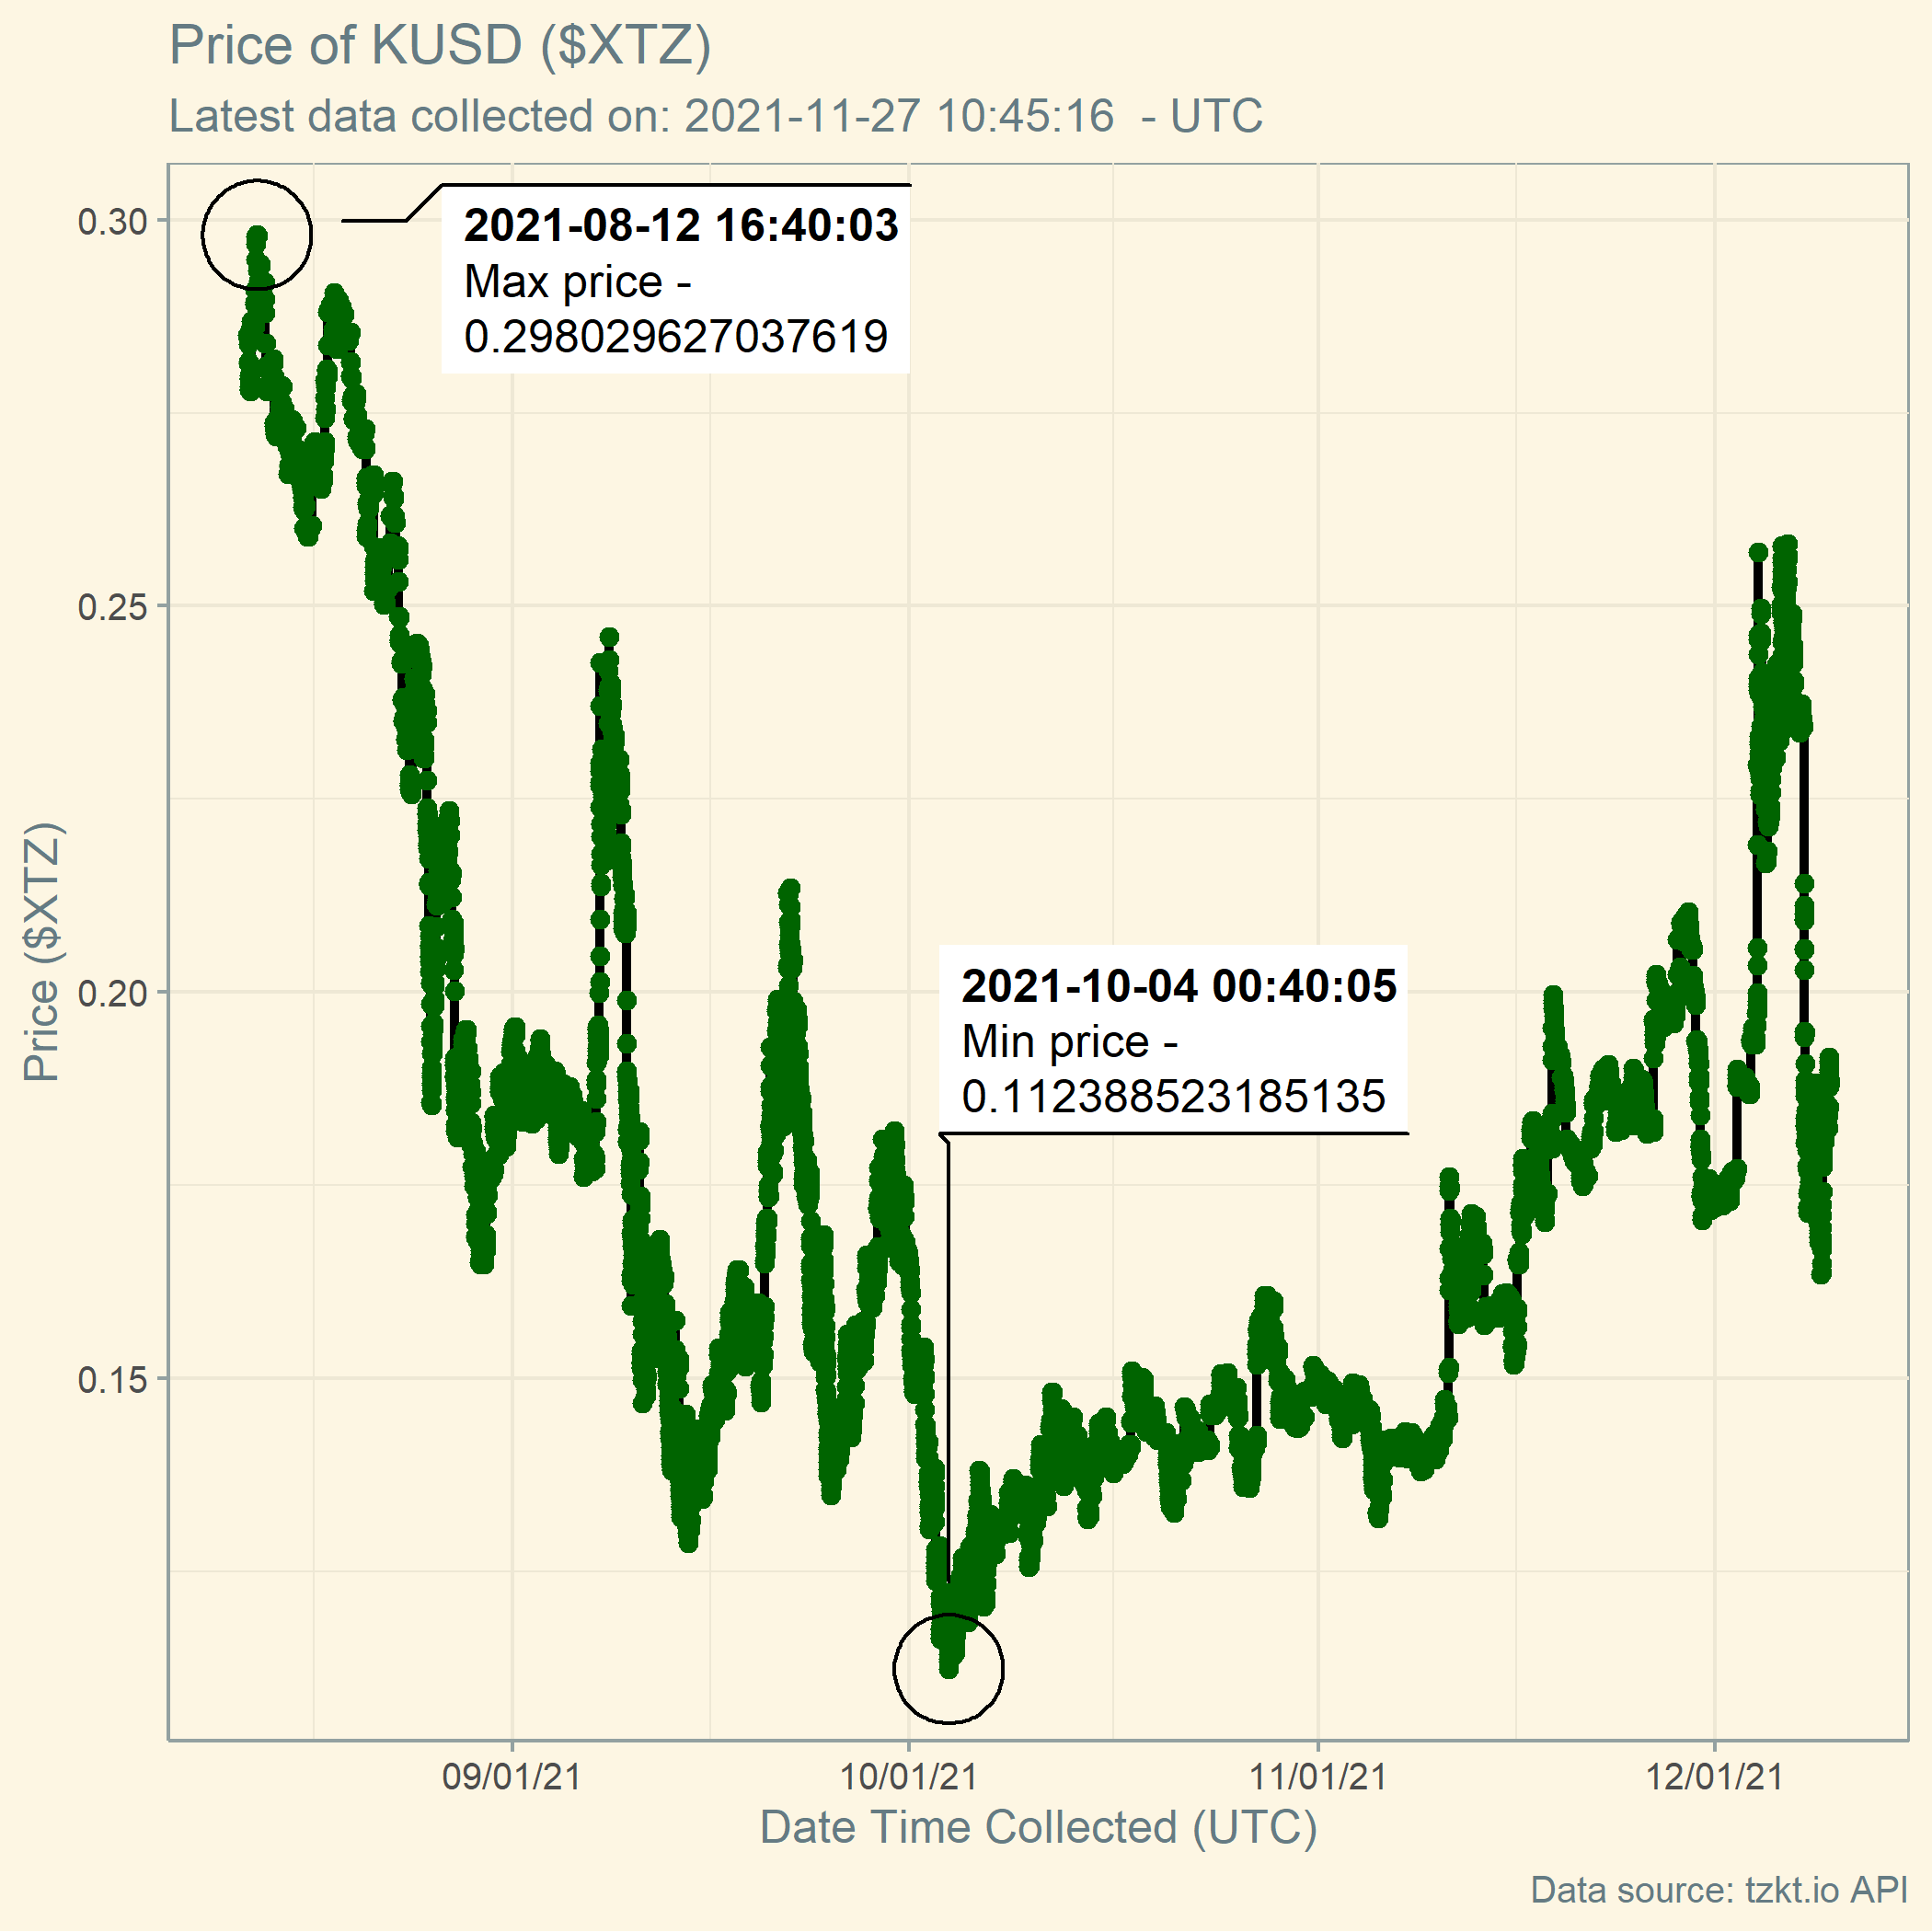 Price of KUSD ($XTZ)
Latest data collected on: 2021-11-27 10:45:16  - UTC
0.30
0.25
0.20
0.15
Price ($XTZ)
2021-08-12 16:40:03
Max price -
0.298029627037619
2021-10-04 00:40:05
Min price -
0.112388523185135
09/01/21
10/01/21
11/01/21
12/01/21
Date Time Collected (UTC)
Data source: tzkt.io API